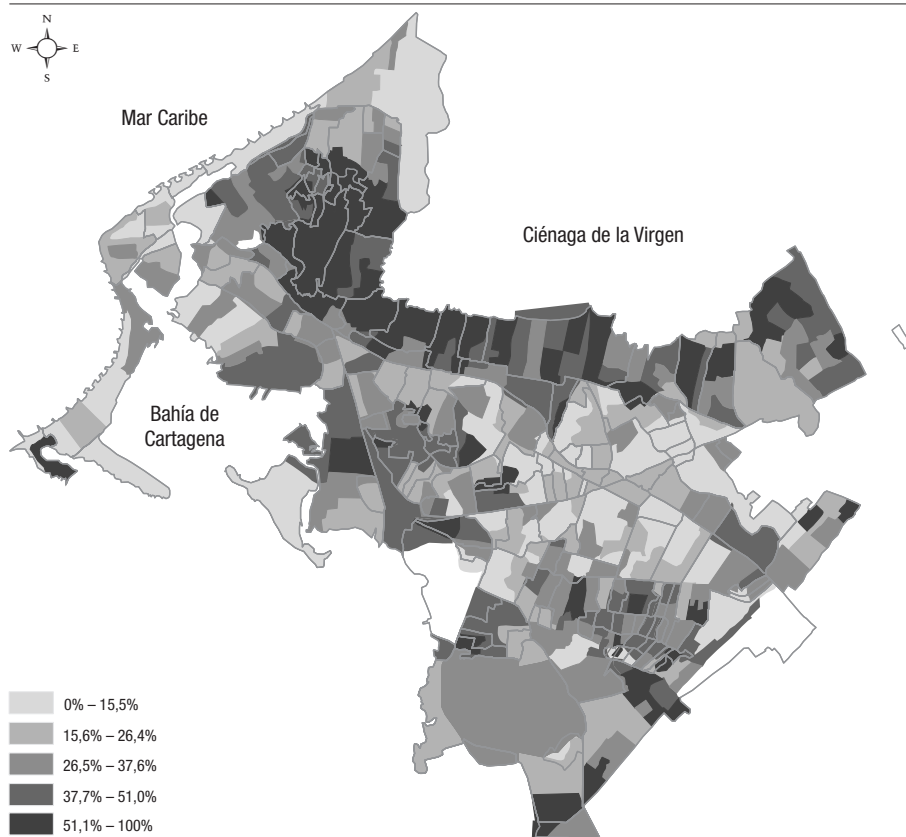 N
W E
S
Mar Caribe
Ciénaga de la Virgen
Bahía de
Cartagena
0% – 15,5%
15,6% – 26,4%
26,5% – 37,6%
37,7% – 51,0%
51,1% – 100%